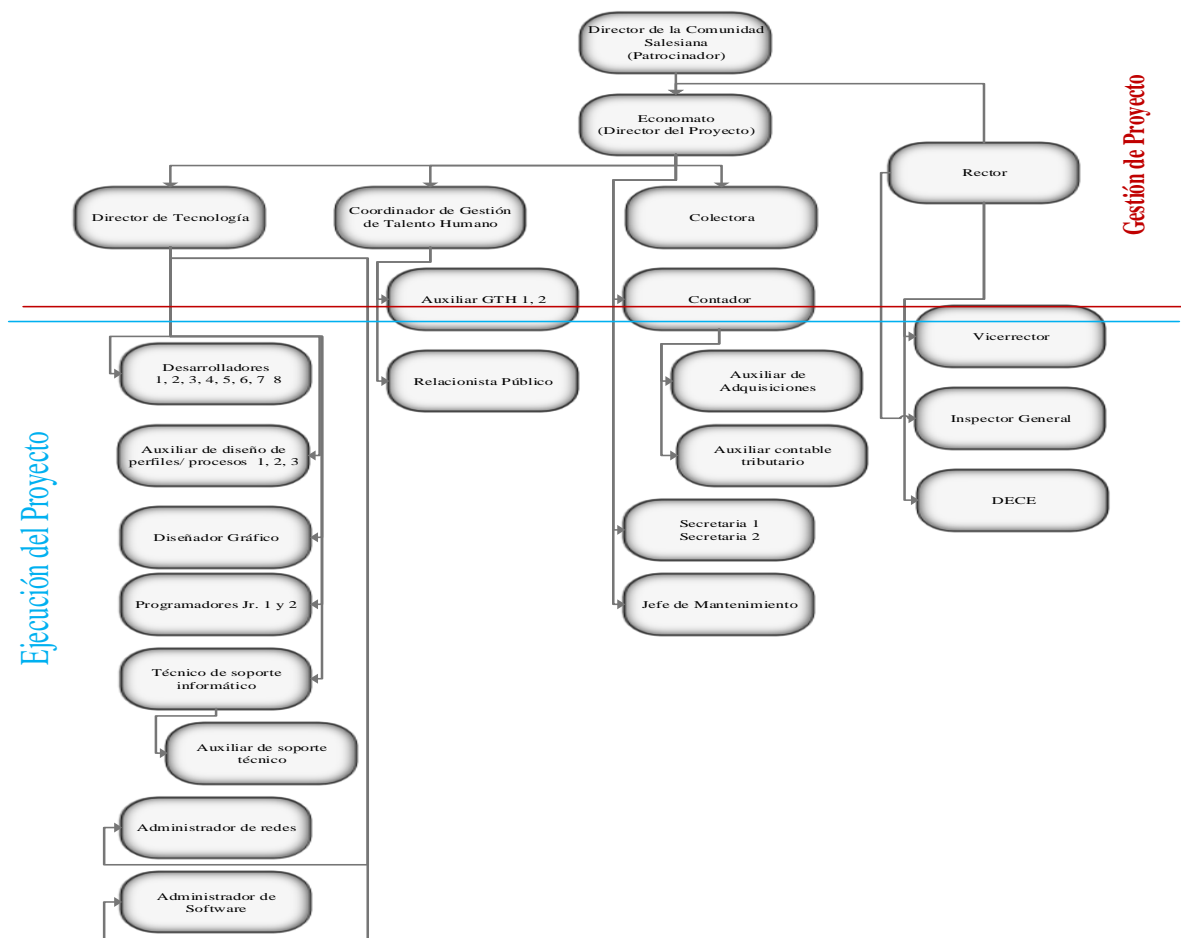 Director de la Comunidad
Salesiana
(Patrocinador)
Economato
(Director del Proyecto)
Rector
Gestión de Proyecto
Director de Tecnología
Coordinador de Gestión
de Talento Humano
Colectora
Auxiliar GTH 1, 2
Contador
Vicerrector
Desarrolladores
1, 2, 3, 4, 5, 6, 7 8
Relacionista Público
Auxiliar de
Adquisiciones
Inspector General
Auxiliar de diseño de
perfiles/ procesos 1, 2, 3
Auxiliar contable
tributario
DECE
Ejecución del Proyecto
Diseñador Gráfico
Secretaria 1
Secretaria 2
Programadores Jr. 1 y 2
Jefe de Mantenimiento
Técnico de soporte
informático
Auxiliar de soporte
técnico
Administrador de redes
Administrador de
Software